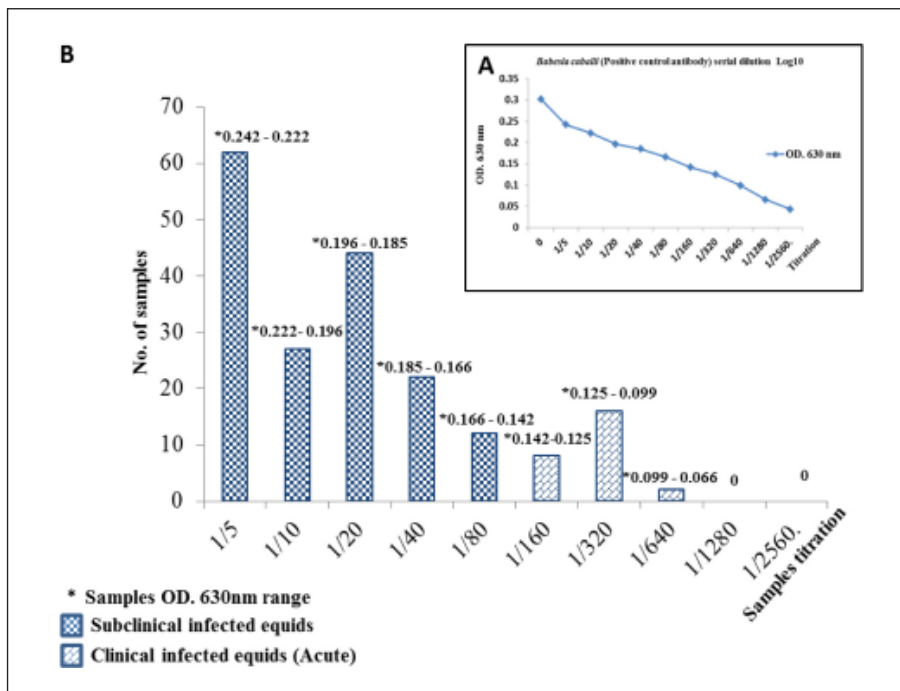 B
A
Babesia caballi (Positive control antibody) serial dilution Log10
0.35
0.3
0.25
0.2
0.15
0.1
0.05
0
OD. 630 nm
OD. 630 nm
0
1/5
1/10
1/20
1/40
1/80
1/160
1/320
1/640
1/1280
1/2560.
Titration
70
60
50
40
30
20
10
0
No. of samples
*0.242 - 0.222
*0.222- 0.196
*0.196 - 0.185
*0.185 - 0.166
*0.166 - 0.142
*0.142-0.125
*0.125 - 0.099
*0.099 - 0.066
0
0
1/5
1/10
1/20
1/40
1/80
1/160
1/320
1/640
1/1280
1/2560.
Samples titration
* Samples OD. 630nm range
Subclinical infected equids
Clinical infected equids (Acute)